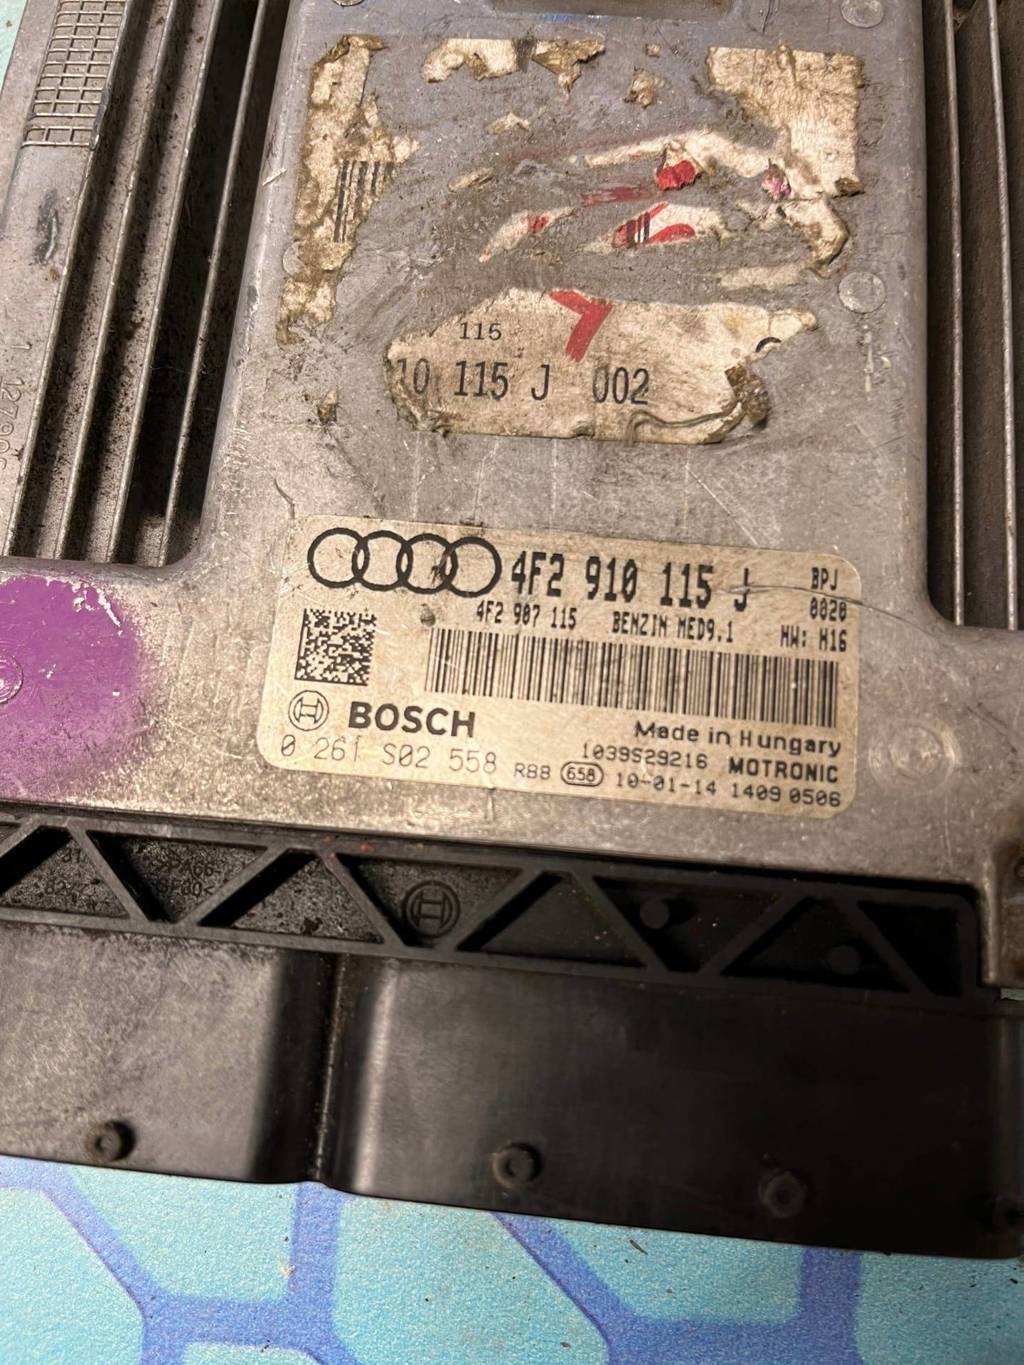 115
10 115 J 002
4F2 910 115 J BPJ
4F2 907 115 BENZIN MED9.1 0020
HW: H16
BOSCH Made in Hungary
0 261 S02 558 1039S29216 MOTRONIC
RBB 658 10-01-14 1409 0506